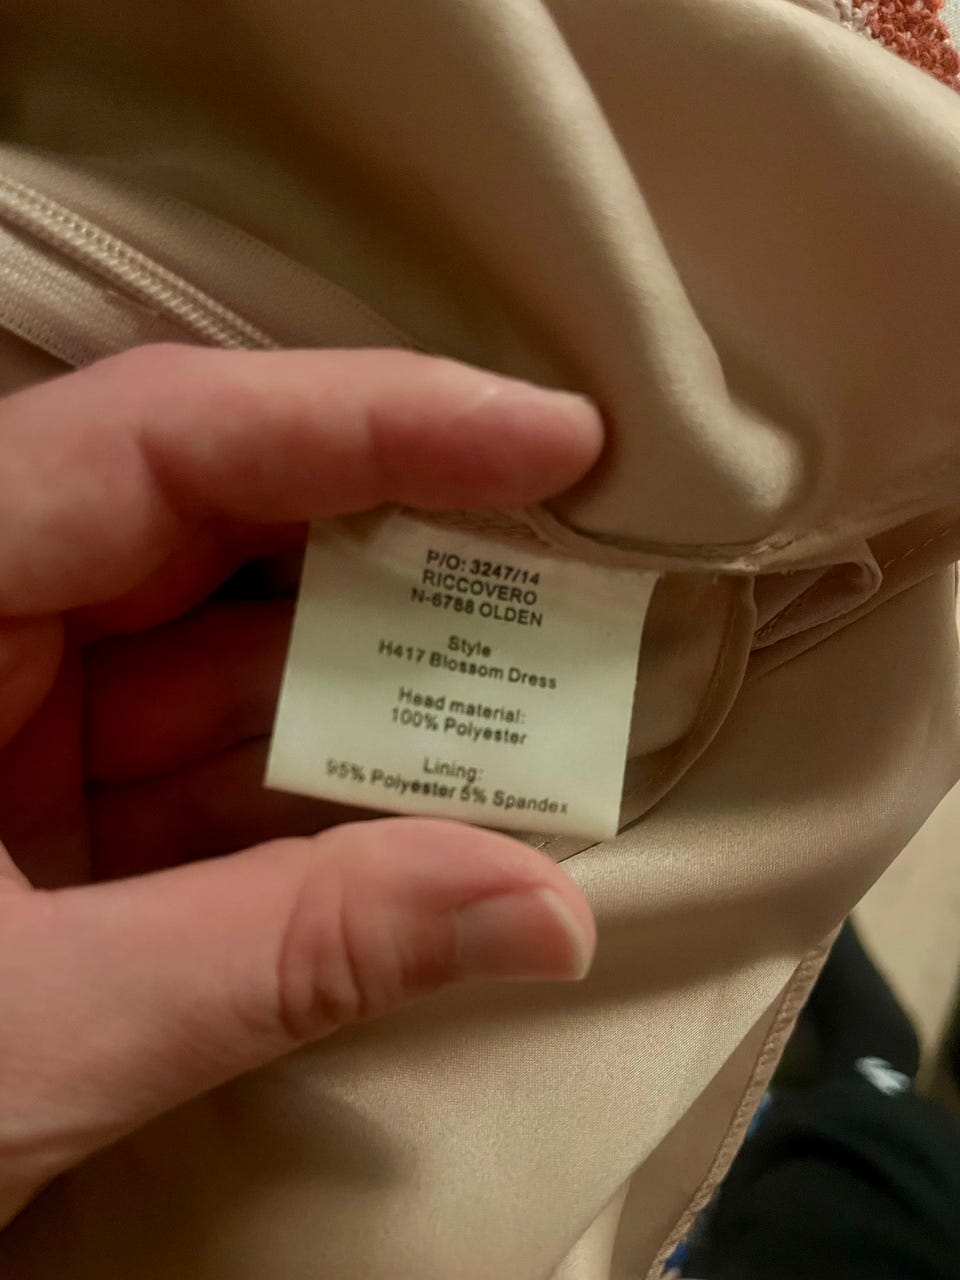 P/O: 3247/14
RICCOVERO
N-6788 OLDEN
Style
H417 Blossom Dress
Head material:
100% Polyester
Lining:
95% Polyester 5% Spandex